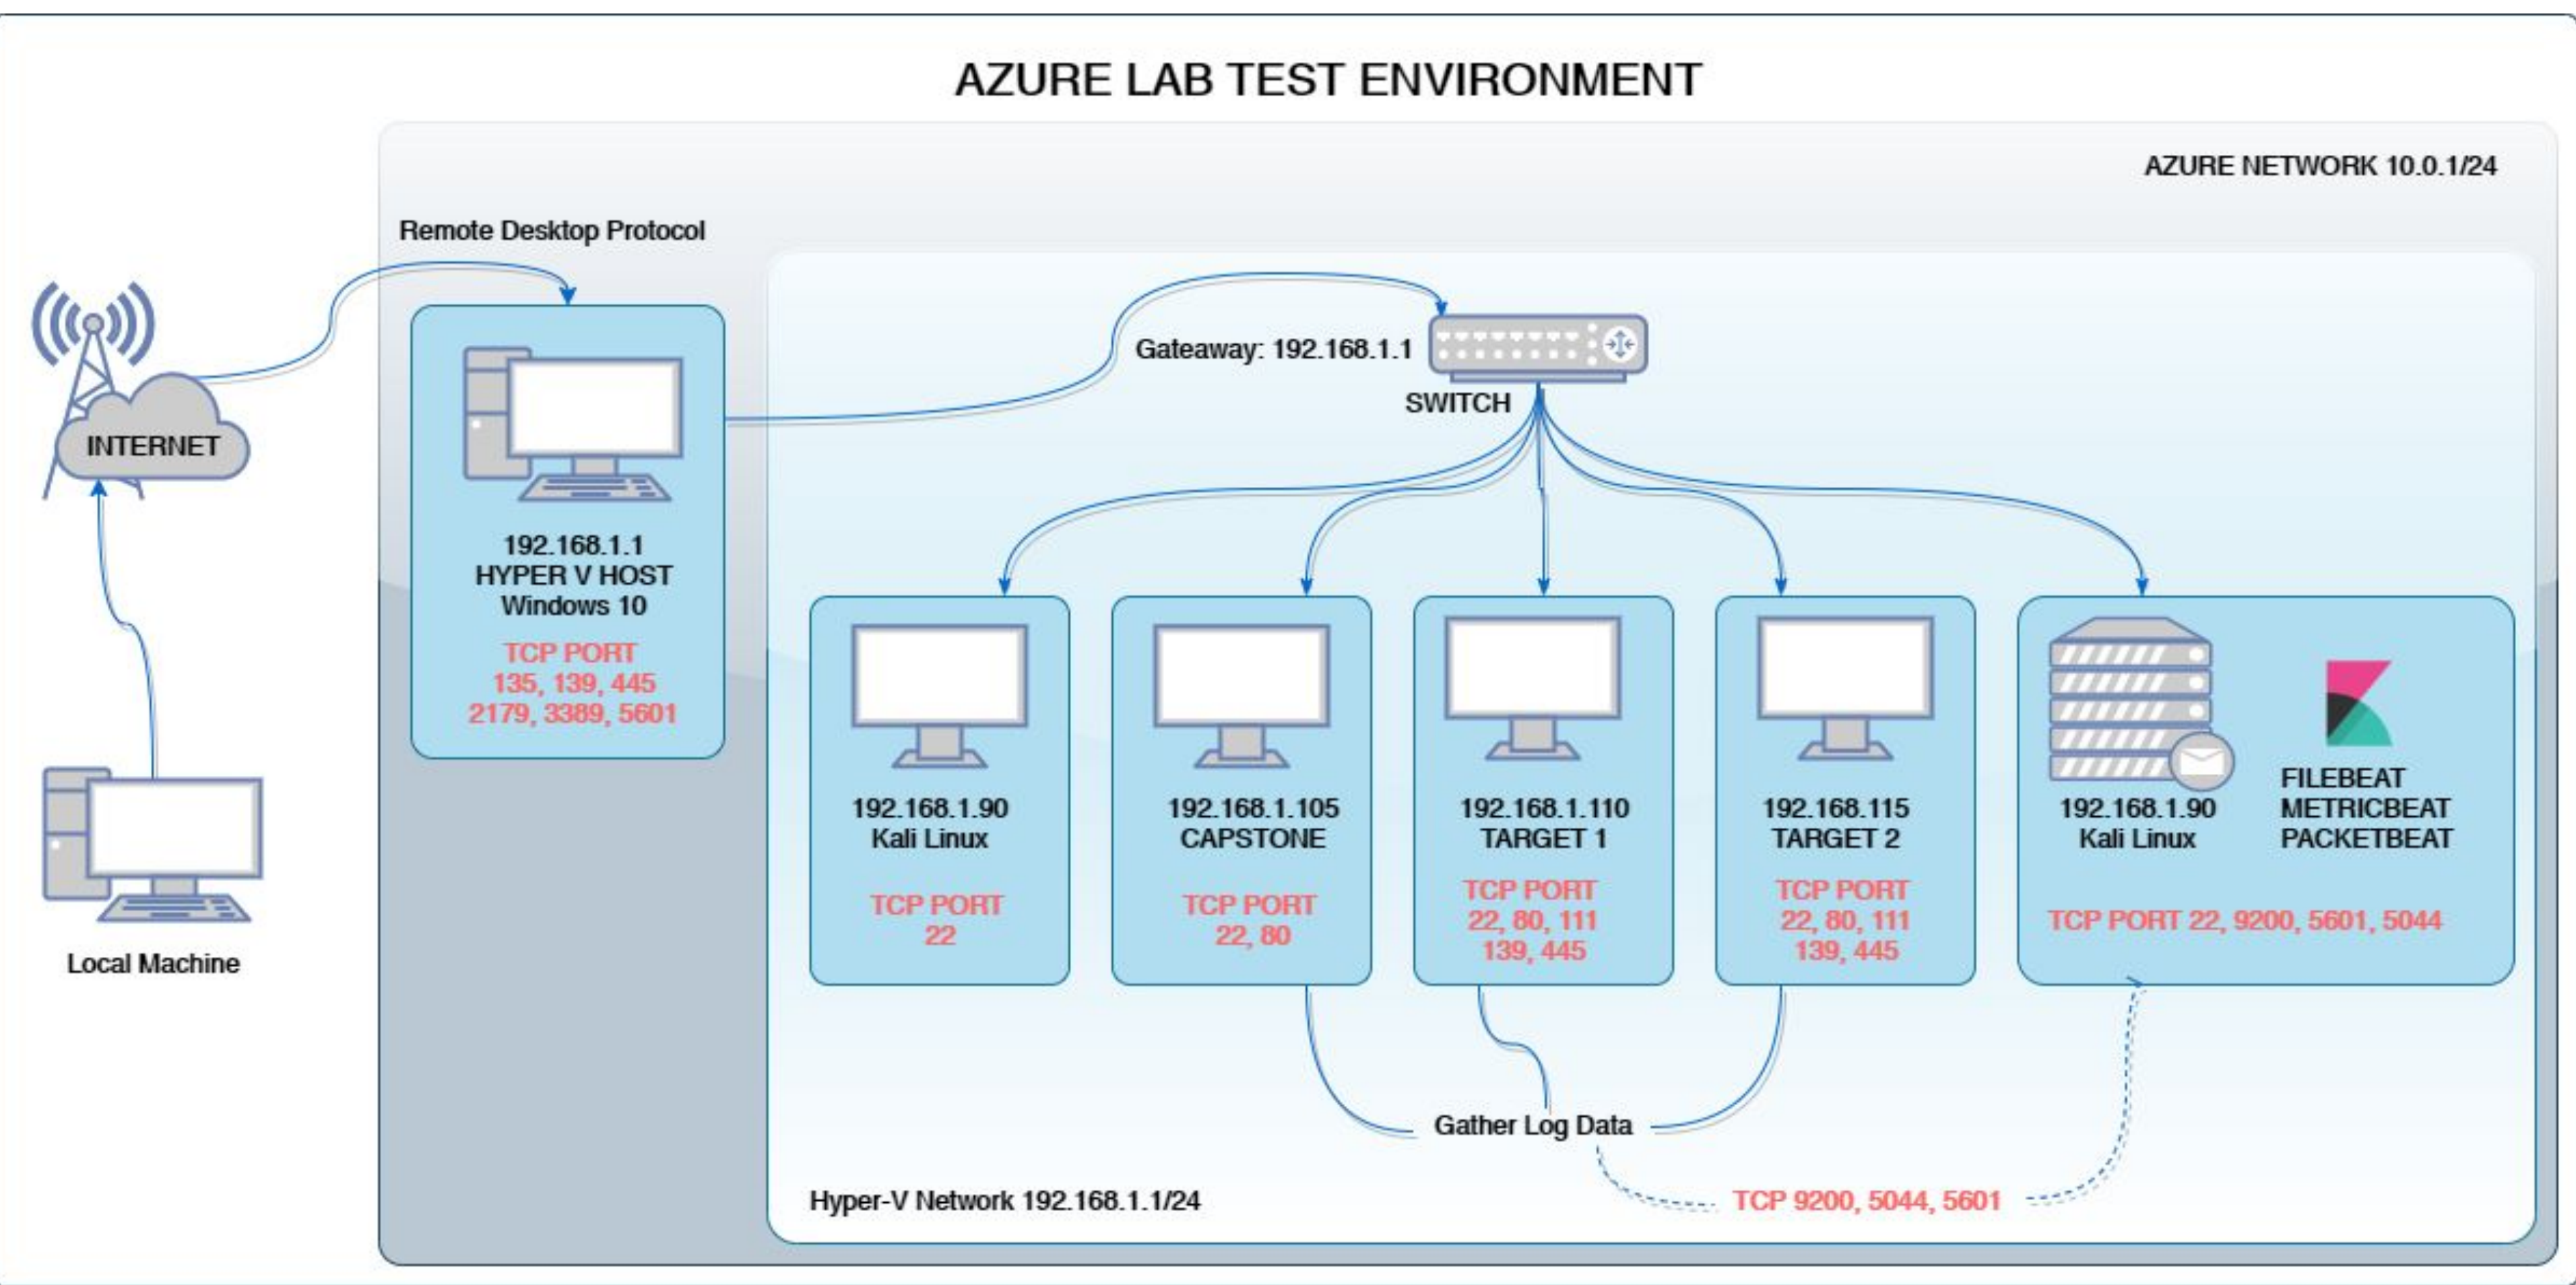 AZURE LAB TEST ENVIRONMENT
AZURE NETWORK 10.0.1/24
Remote Desktop Protocol
INTERNET
Local Machine
192.168.1.1
HYPER V HOST
Windows 10
TCP PORT
135, 139, 445
2179, 3389, 5601
Gateaway: 192.168.1.1
SWITCH
192.168.1.90
Kali Linux
TCP PORT
22
192.168.1.105
CAPSTONE
TCP PORT
22, 80
192.168.1.110
TARGET 1
TCP PORT
22, 80, 111
139, 445
192.168.115
TARGET 2
TCP PORT
22, 80, 111
139, 445
192.168.1.90
Kali Linux
FILEBEAT
METRICBEAT
PACKETBEAT
TCP PORT 22, 9200, 5601, 5044
Gather Log Data
TCP 9200, 5044, 5601
Hyper-V Network 192.168.1.1/24